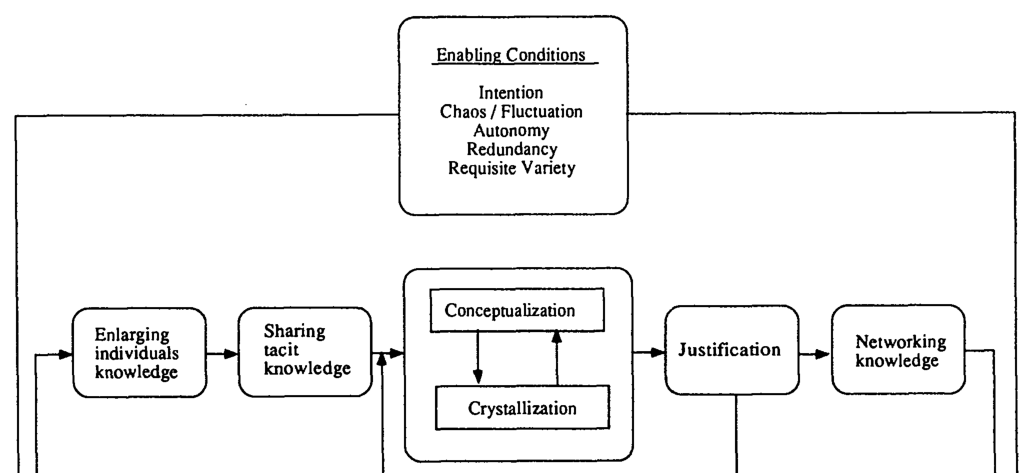 Enabling Conditions
Intention
Chaos / Fluctuation
Autonomy
Redundancy
Requisite Variety
Enlarging
individuals
knowledge
Sharing
tacit
knowledge
Conceptualization
Crystallization
Justification
Networking
knowledge